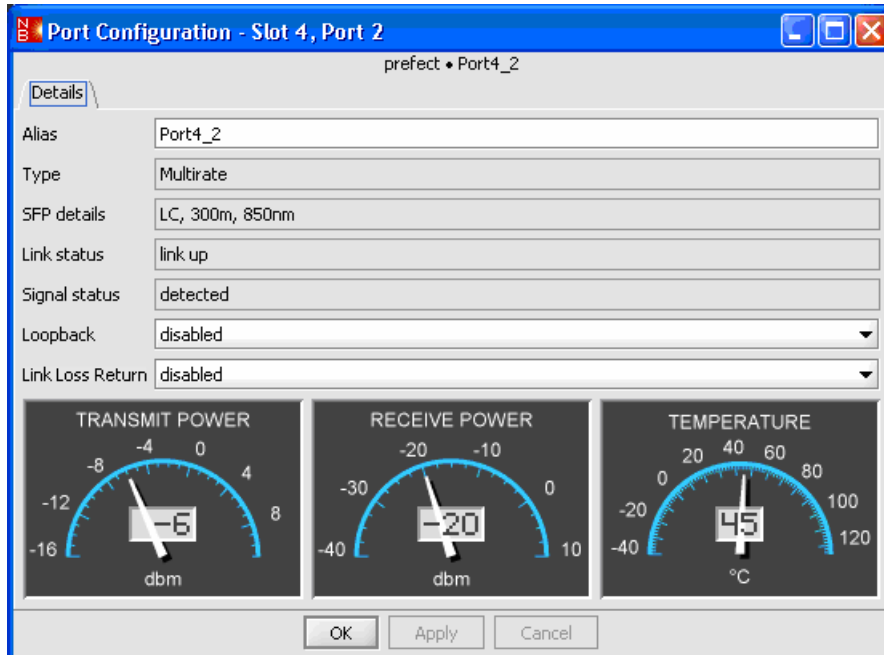 NB Port Configuration - Slot 4, Port 2
prefect • Port4_2
Details
Alias Port4_2
Type Multirate
SFP details LC, 300m, 850nm
Link status link up
Signal status detected
Loopback disabled
Link Loss Return disabled
TRANSMIT POWER
-16 -12 -8 -4 0 4 8
-6
dbm
RECEIVE POWER
-40 -30 -20 -10 0 10
-20
dbm
TEMPERATURE
-40 -20 0 20 40 60 80 100 120
45
°C
OK Apply Cancel